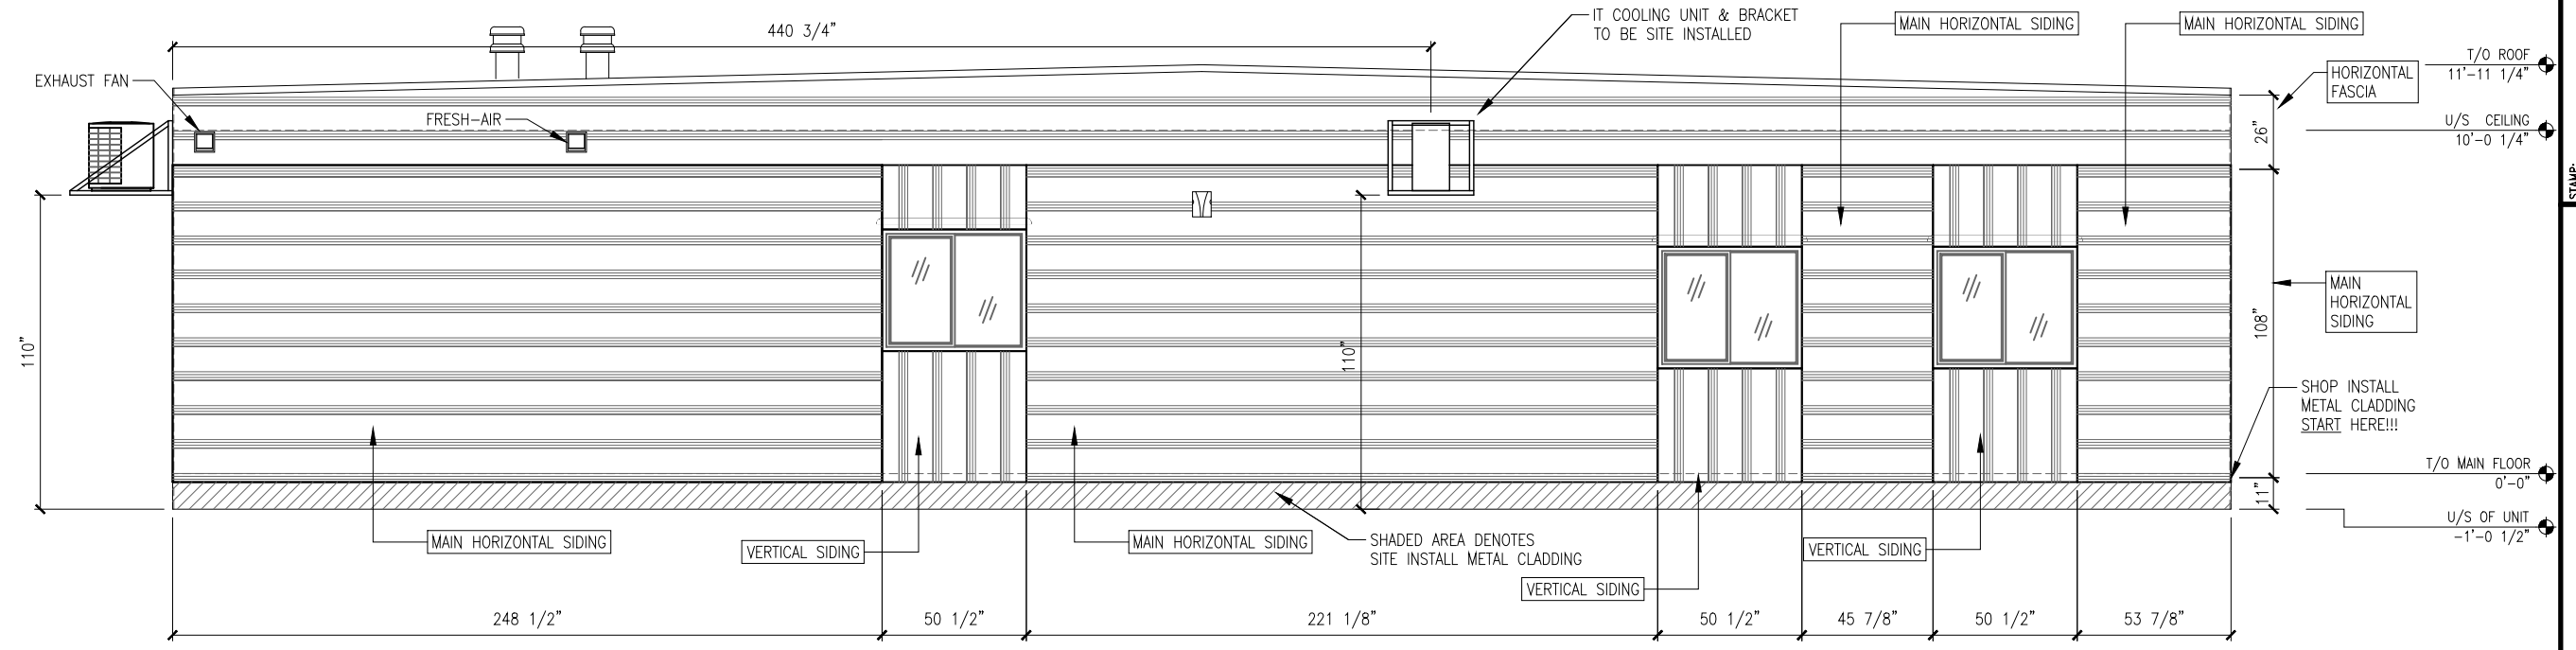 440 3/4"
IT COOLING UNIT & BRACKET
TO BE SITE INSTALLED
MAIN HORIZONTAL SIDING
MAIN HORIZONTAL SIDING
T/O ROOF
11'-11 1/4"
HORIZONTAL
FASCIA
EXHAUST FAN
FRESH-AIR
U/S CEILING
10'-0 1/4"
26"
STAMP:
110"
110"
108"
MAIN
HORIZONTAL
SIDING
SHOP INSTALL
METAL CLADDING
START HERE!!!
T/O MAIN FLOOR
0'-0"
11"
U/S OF UNIT
-1'-0 1/2"
MAIN HORIZONTAL SIDING
VERTICAL SIDING
MAIN HORIZONTAL SIDING
SHADED AREA DENOTES
SITE INSTALL METAL CLADDING
VERTICAL SIDING
VERTICAL SIDING
248 1/2"
50 1/2"
221 1/8"
50 1/2"
45 7/8"
50 1/2"
53 7/8"